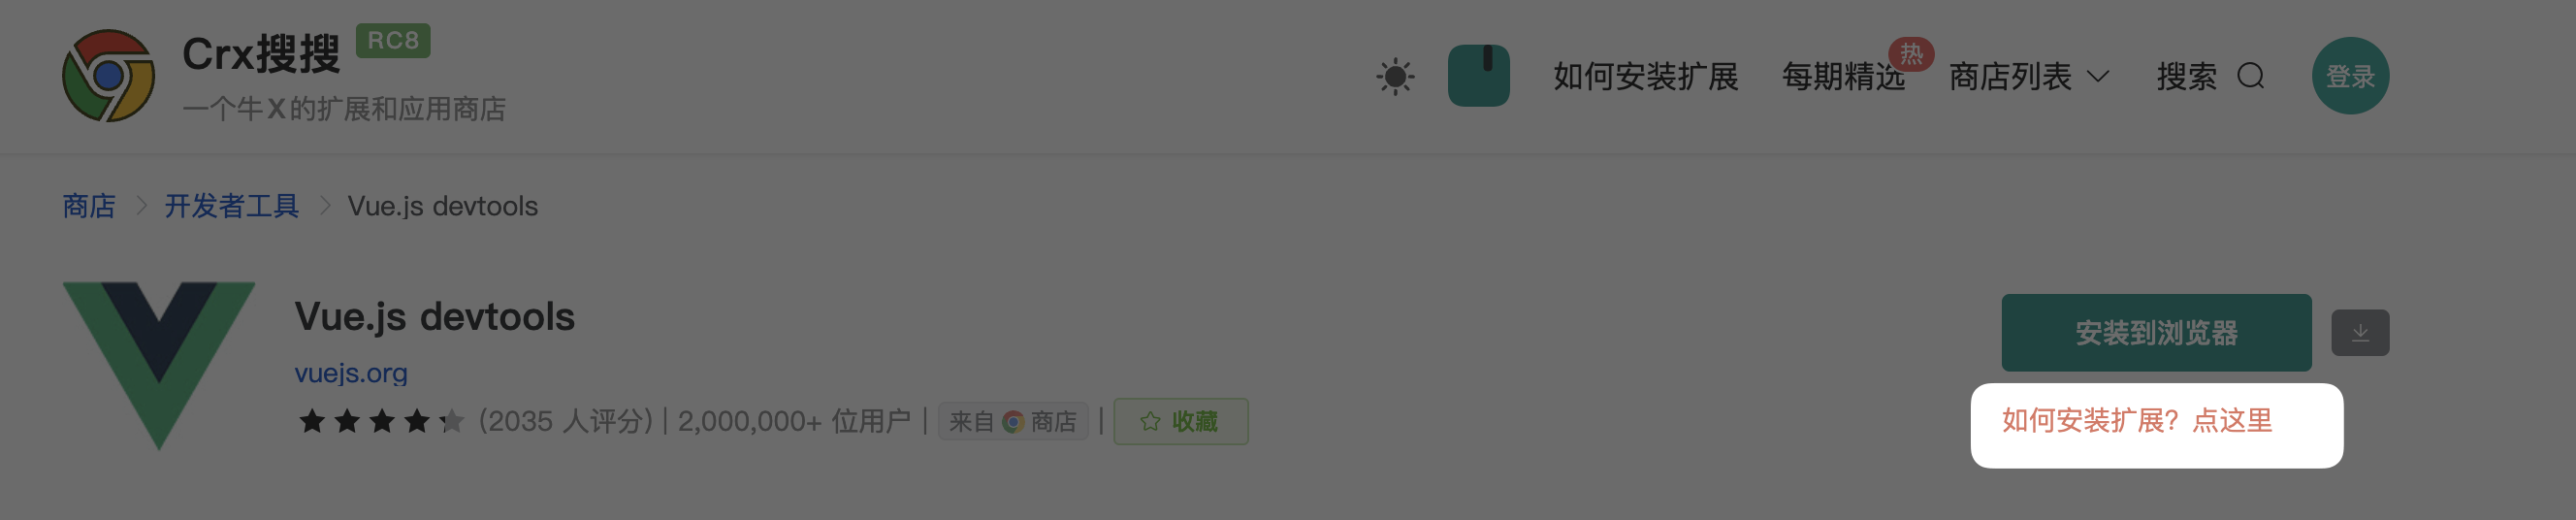 Crx搜搜 RC8
一个牛X的扩展和应用商店
如何安装扩展 每期精选 热 商店列表 搜索 登录
商店 > 开发者工具 > Vue.js devtools
Vue.js devtools
安装到浏览器
vuejs.org
(2035 人评分) | 2,000,000+ 位用户 | 来自 商店 | 收藏
如何安装扩展？点这里